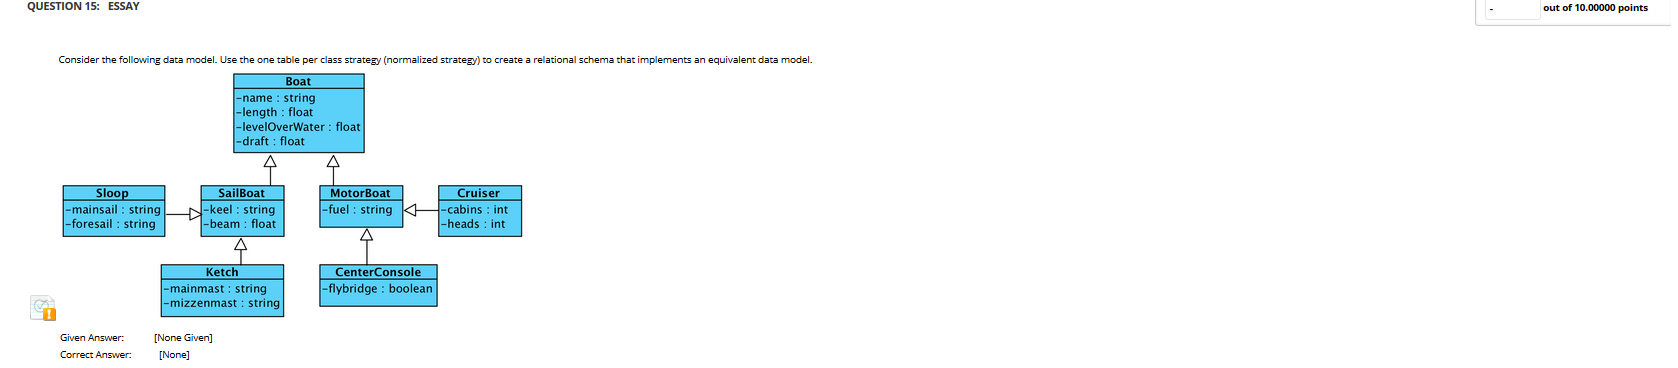 QUESTION 15: ESSAY
- out of 10.00000 points
Consider the following data model. Use the one table per class strategy (normalized strategy) to create a relational schema that implements an equivalent data model.
Boat
-name : string
-length : float
-levelOverWater : float
-draft : float
Sloop
-mainsail : string
-foresail : string
SailBoat
-keel : string
-beam : float
MotorBoat
-fuel : string
Cruiser
-cabins : int
-heads : int
Ketch
-mainmast : string
-mizzenmast : string
CenterConsole
-flybridge : boolean
Given Answer: [None Given]
Correct Answer: [None]